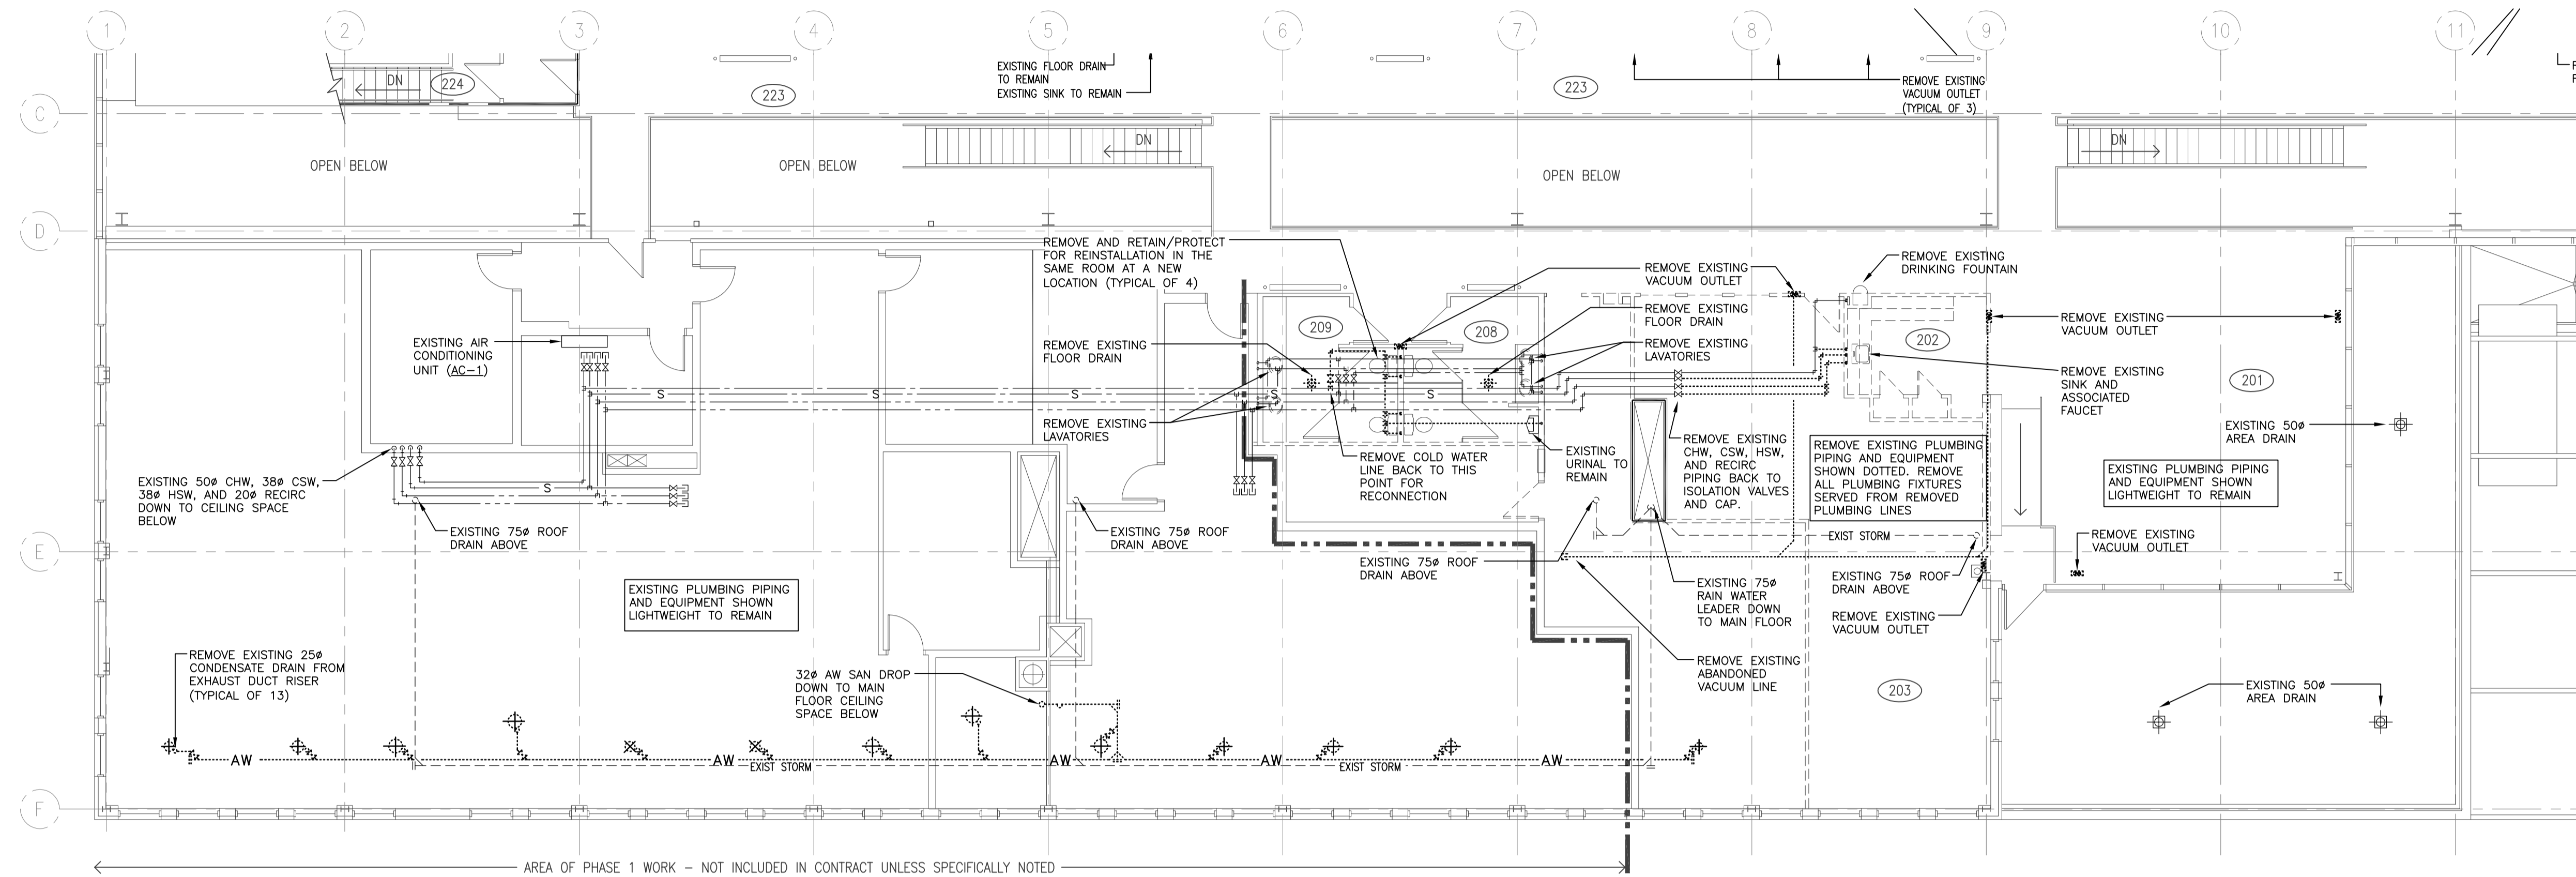 1
2
3
4
5
6
7
8
9
10
11
C
D
E
F
DN
224
223
EXISTING FLOOR DRAIN
TO REMAIN
EXISTING SINK TO REMAIN
223
REMOVE EXISTING
VACUUM OUTLET
(TYPICAL OF 3)
OPEN BELOW
OPEN BELOW
DN
OPEN BELOW
DN
REMOVE AND RETAIN/PROTECT
FOR REINSTALLATION IN THE
SAME ROOM AT A NEW
LOCATION (TYPICAL OF 4)
REMOVE EXISTING
VACUUM OUTLET
REMOVE EXISTING
DRINKING FOUNTAIN
EXISTING AIR
CONDITIONING
UNIT (AC-1)
REMOVE EXISTING
FLOOR DRAIN
209
208
REMOVE EXISTING
FLOOR DRAIN
REMOVE EXISTING
LAVATORIES
202
REMOVE EXISTING
VACUUM OUTLET
REMOVE EXISTING
SINK AND
ASSOCIATED
FAUCET
201
S
S
S
S
S
REMOVE EXISTING
LAVATORIES
REMOVE COLD WATER
LINE BACK TO THIS
POINT FOR
RECONNECTION
EXISTING
URINAL TO
REMAIN
REMOVE EXISTING
CHW, CSW, HSW,
AND RECIRC
PIPING BACK TO
ISOLATION VALVES
AND CAP.
REMOVE EXISTING PLUMBING
PIPING AND EQUIPMENT
SHOWN DOTTED. REMOVE
ALL PLUMBING FIXTURES
SERVED FROM REMOVED
PLUMBING LINES
EXISTING 50ø
AREA DRAIN
EXISTING PLUMBING PIPING
AND EQUIPMENT SHOWN
LIGHTWEIGHT TO REMAIN
EXISTING 50ø CHW, 38ø CSW,
38ø HSW, AND 20ø RECIRC
DOWN TO CEILING SPACE
BELOW
S
EXISTING 75ø ROOF
DRAIN ABOVE
EXISTING 75ø ROOF
DRAIN ABOVE
EXISTING 75ø ROOF
DRAIN ABOVE
EXIST STORM
REMOVE EXISTING
VACUUM OUTLET
EXISTING 75ø
RAIN WATER
LEADER DOWN
TO MAIN FLOOR
EXISTING 75ø ROOF
DRAIN ABOVE
REMOVE EXISTING
VACUUM OUTLET
EXISTING PLUMBING PIPING
AND EQUIPMENT SHOWN
LIGHTWEIGHT TO REMAIN
REMOVE EXISTING 25ø
CONDENSATE DRAIN FROM
EXHAUST DUCT RISER
(TYPICAL OF 13)
32ø AW SAN DROP
DOWN TO MAIN
FLOOR CEILING
SPACE BELOW
REMOVE EXISTING
ABANDONED
VACUUM LINE
203
EXISTING 50ø
AREA DRAIN
AW
AW
AW
AW
AW
EXIST STORM
EXIST STORM
AREA OF PHASE 1 WORK - NOT INCLUDED IN CONTRACT UNLESS SPECIFICALLY NOTED